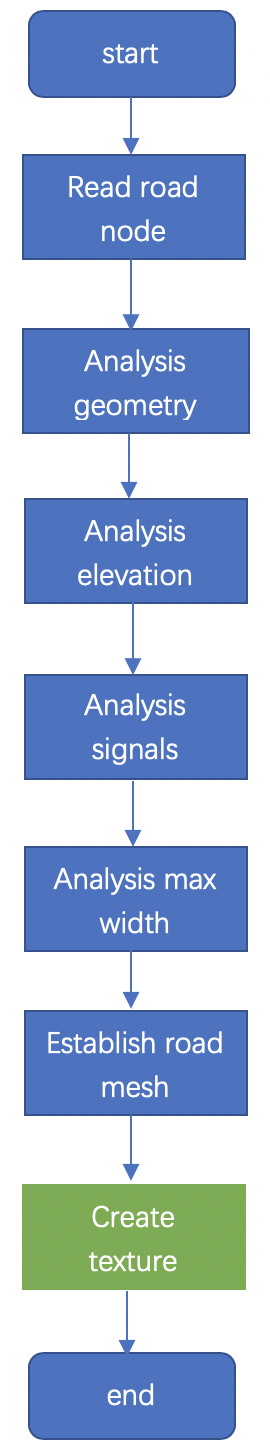 start
Read road
node
Analysis
geometry
Analysis
elevation
Analysis
signals
Analysis max
width
Establish road
mesh
Create
texture
end